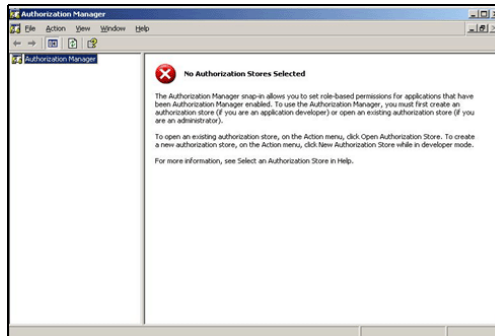 Authorization Manager
File Action View Window Help
Authorization Manager
No Authorization Stores Selected
The Authorization Manager snap-in allows you to set role-based permissions for applications that have
been Authorization Manager enabled. To use the Authorization Manager, you must first create an
authorization store (if you are an application developer) or open an existing authorization store (if you
are an administrator).
To open an existing authorization store, on the Action menu, click Open Authorization Store. To create
a new authorization store, on the Action menu, click New Authorization Store while in developer mode.
For more information, see Select an Authorization Store in Help.